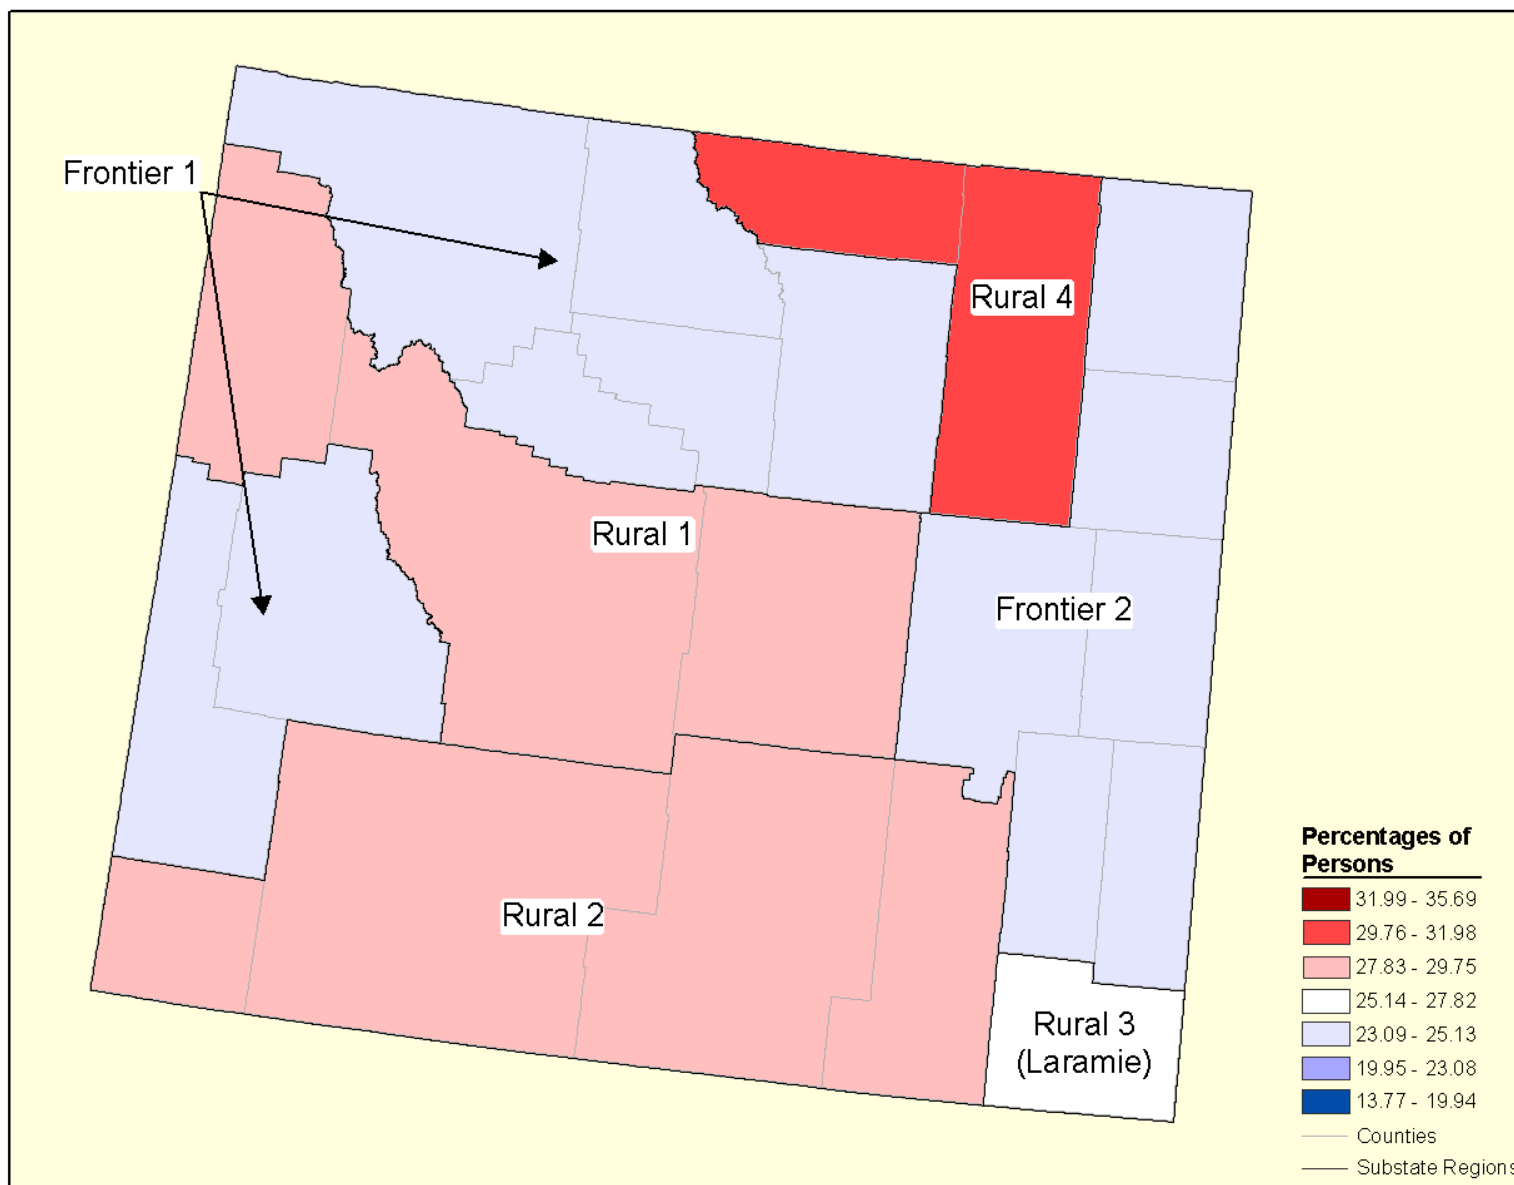 Frontier 1
Rural 4
Rural 1
Frontier 2
Rural 2
Rural 3
(Laramie)
Percentages of
Persons
31.99 - 35.69
29.76 - 31.98
27.83 - 29.75
25.14 - 27.82
23.09 - 25.13
19.95 - 23.08
13.77 - 19.94
Counties
Substate Regions